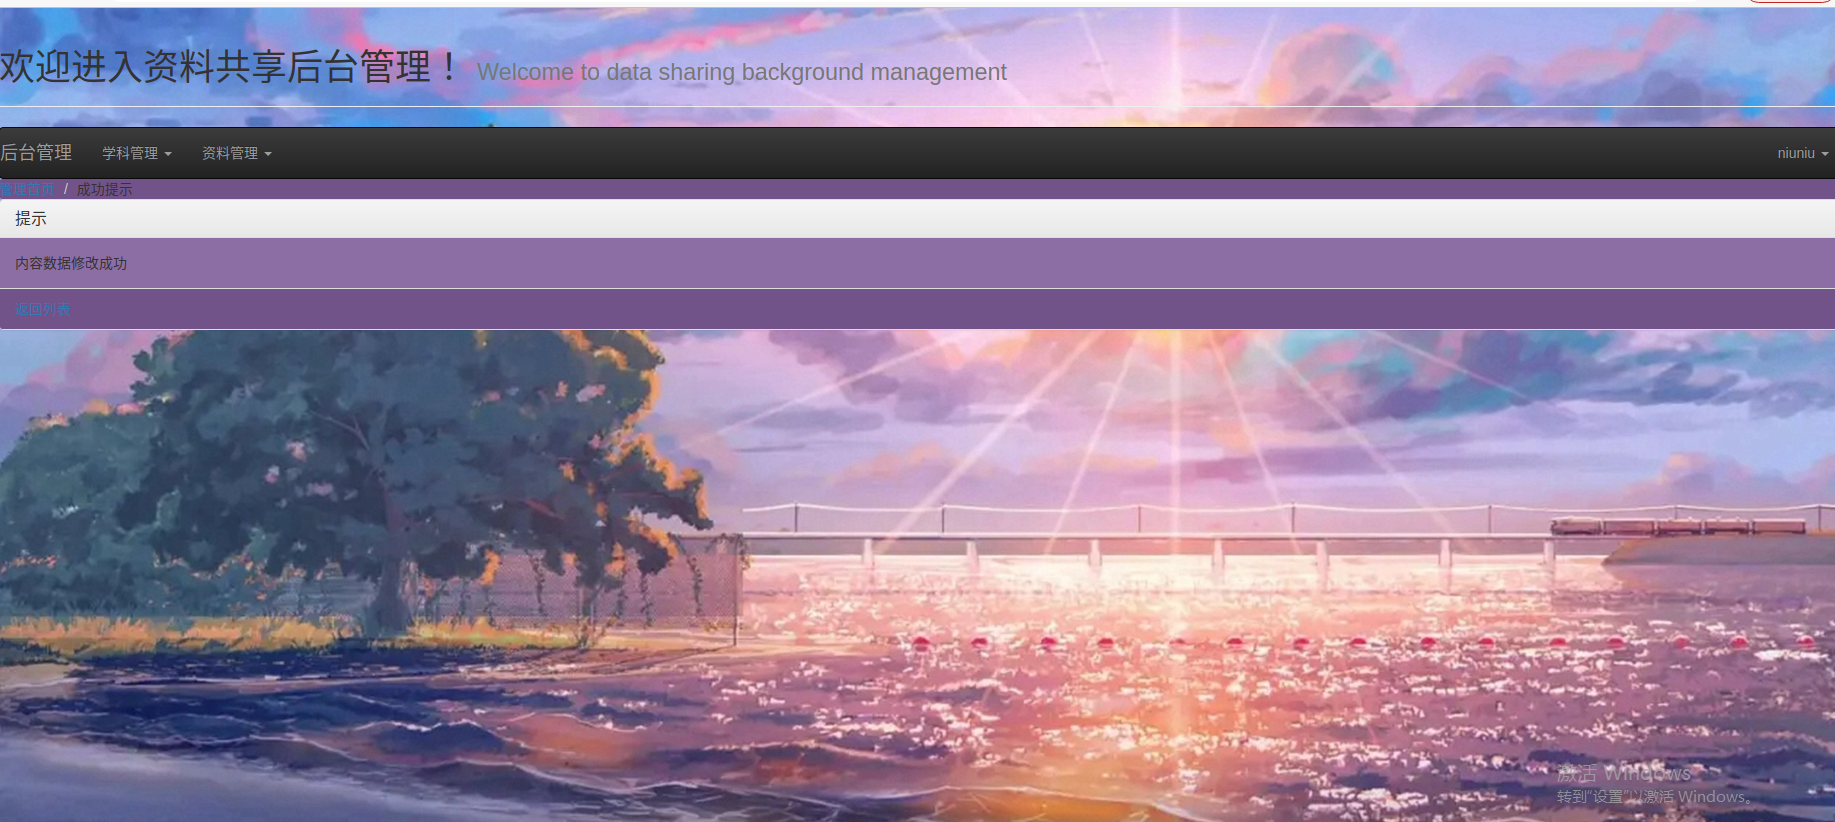 欢迎进入资料共享后台管理！ Welcome to data sharing background management
后台管理 学科管理 资料管理 niuniu
管理首页 / 成功提示
提示
内容数据修改成功
返回列表
激活 Windows
转到“设置”以激活 Windows。